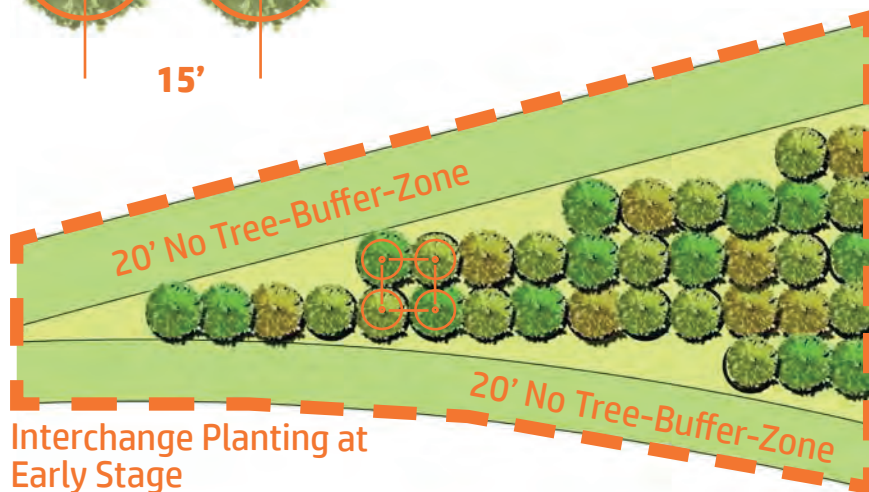 15’
20’ No Tree-Buffer-Zone
20’ No Tree-Buffer-Zone
Interchange Planting at
Early Stage